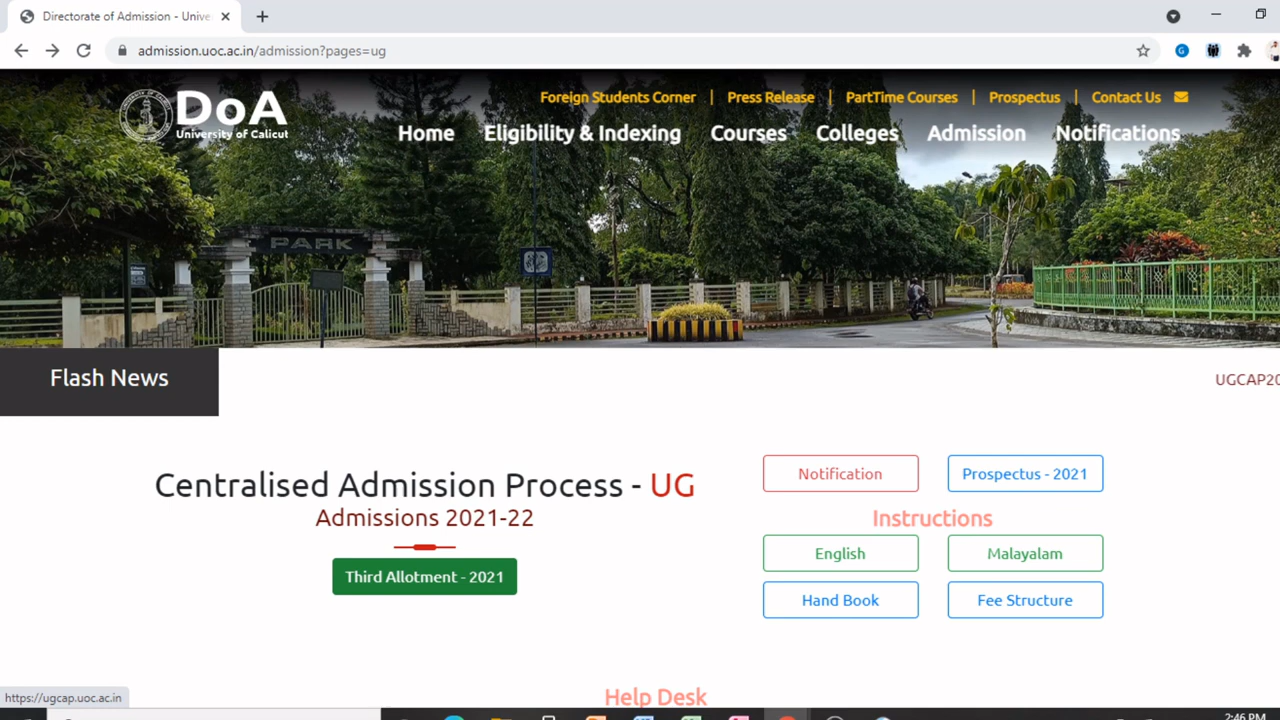 Directorate of Admission - Unive
admission.uoc.ac.in/admission?pages=ug
Foreign Students Corner | Press Release | PartTime Courses | Prospectus | Contact Us
DoA
University of Calicut
Home Eligibility & Indexing Courses Colleges Admission Notifications
PARK
Flash News
UGCAP20
Centralised Admission Process - UG
Admissions 2021-22
Third Allotment - 2021
Notification Prospectus - 2021
Instructions
English Malayalam
Hand Book Fee Structure
https://ugcap.uoc.ac.in
Help Desk
2:46 PM